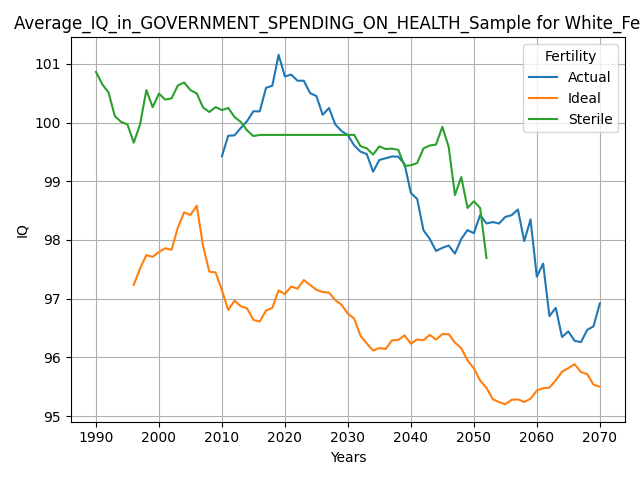 Average_IQ_in_GOVERNMENT_SPENDING_ON_HEALTH_Sample for White_Fe
Fertility
Actual
Ideal
Sterile
IQ
101
100
99
98
97
96
95
1990 2000 2010 2020 2030 2040 2050 2060 2070
Years